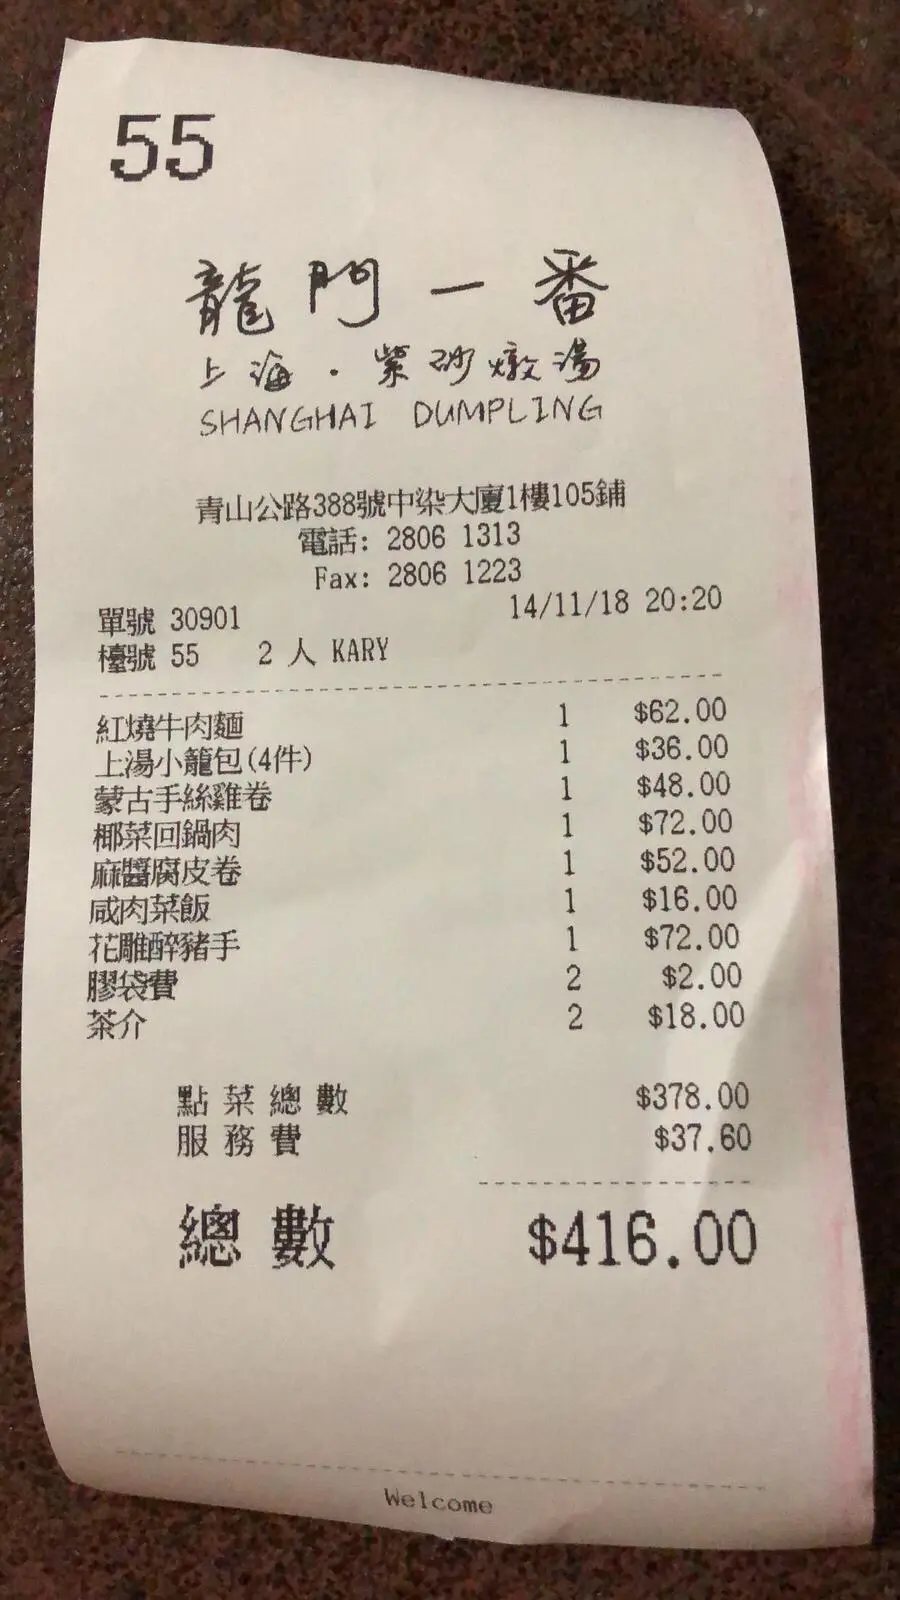 55
龍門一番
上海·紫砂燉湯
SHANGHAI DUMPLING
青山公路388號中染大廈1樓105鋪
電話: 2806 1313
Fax: 2806 1223
單號 30901 14/11/18 20:20
檯號 55 2 人 KARY
紅燒牛肉麵 1 $62.00
上湯小籠包(4件) 1 $36.00
蒙古手絲雞卷 1 $48.00
椰菜回鍋肉 1 $72.00
麻醬腐皮卷 1 $52.00
咸肉菜飯 1 $16.00
花雕醉豬手 1 $72.00
膠袋費 2 $2.00
茶介 2 $18.00
點菜總數 $378.00
服務費 $37.60
總數 $416.00
Welcome